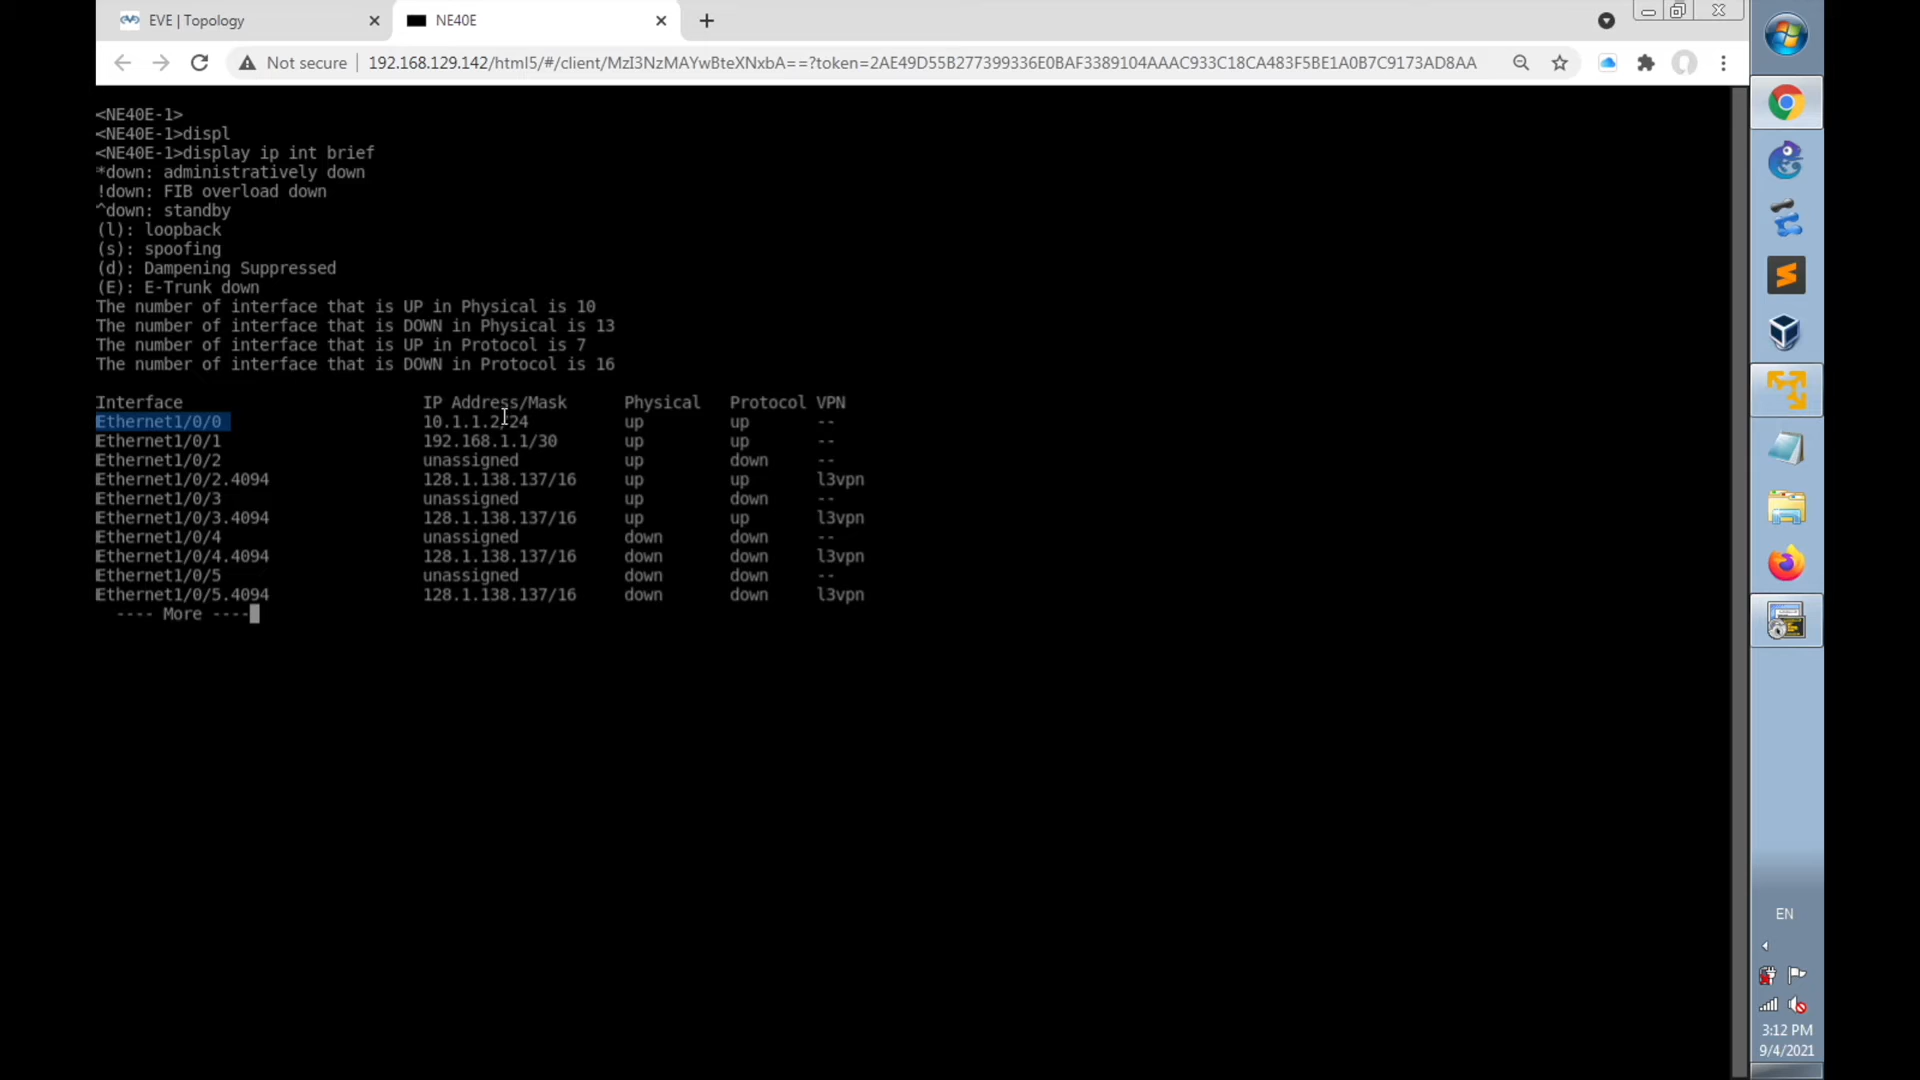 EVE | Topology
NE40E
Not secure
192.168.129.142/html5/#/client/MzI3NzMAYwBteXNxbA==?token=2AE49D55B277399336E0BAF3389104AAAC933C18CA483F5BE1A0B7C9173AD8AA
<NE40E-1>
<NE40E-1>displ
<NE40E-1>display ip int brief
*down: administratively down
!down: FIB overload down
^down: standby
(l): loopback
(s): spoofing
(d): Dampening Suppressed
(E): E-Trunk down
The number of interface that is UP in Physical is 10
The number of interface that is DOWN in Physical is 13
The number of interface that is UP in Protocol is 7
The number of interface that is DOWN in Protocol is 16
Interface IP Address/Mask Physical Protocol VPN
Ethernet1/0/0 10.1.1.2/24 up up --
Ethernet1/0/1 192.168.1.1/30 up up --
Ethernet1/0/2 unassigned up down --
Ethernet1/0/2.4094 128.1.138.137/16 up up l3vpn
Ethernet1/0/3 unassigned up down --
Ethernet1/0/3.4094 128.1.138.137/16 up up l3vpn
Ethernet1/0/4 unassigned down down --
Ethernet1/0/4.4094 128.1.138.137/16 down down l3vpn
Ethernet1/0/5 unassigned down down --
Ethernet1/0/5.4094 128.1.138.137/16 down down l3vpn
---- More ----
EN
3:12 PM
9/4/2021